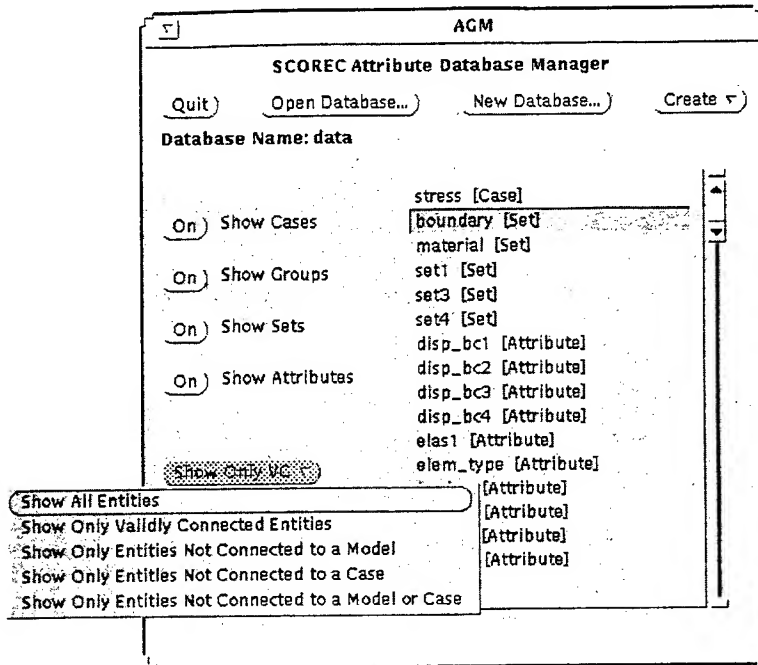 AGM
SCOREC Attribute Database Manager
Quit Open Database... New Database... Create
Database Name: data
stress [Case]
On Show Cases
boundary [Set]
material [Set]
On Show Groups
set1 [Set]
set3 [Set]
On Show Sets
set4 [Set]
disp_bc1 [Attribute]
On Show Attributes
disp_bc2 [Attribute]
disp_bc3 [Attribute]
disp_bc4 [Attribute]
elas1 [Attribute]
Show Only VC
elem_type [Attribute]
Show All Entities
[Attribute]
Show Only Validly Connected Entities
[Attribute]
Show Only Entities Not Connected to a Model
[Attribute]
Show Only Entities Not Connected to a Case
[Attribute]
Show Only Entities Not Connected to a Model or Case